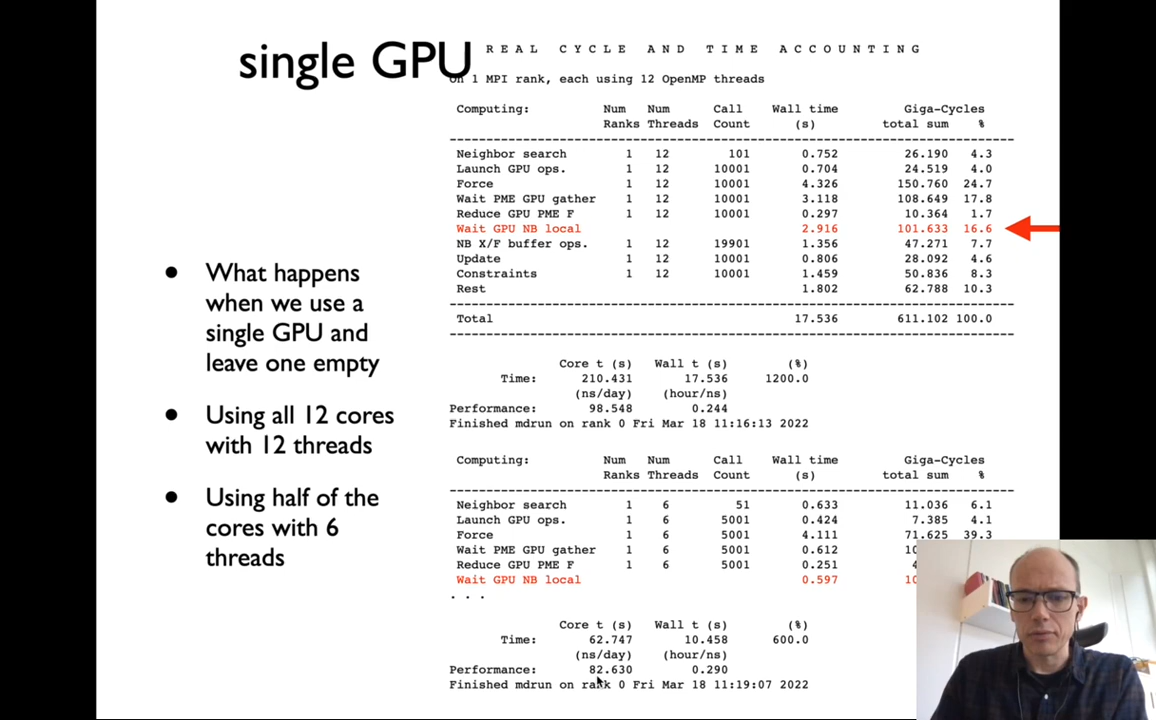 single GPU
R E A L   C Y C L E   A N D   T I M E   A C C O U N T I N G
On 1 MPI rank, each using 12 OpenMP threads
Computing: Num Num Call Wall time Giga-Cycles
Ranks Threads Count (s) total sum %
Neighbor search 1 12 101 0.752 26.190 4.3
Launch GPU ops. 1 12 10001 0.704 24.519 4.0
Force 1 12 10001 4.326 150.760 24.7
Wait PME GPU gather 1 12 10001 3.118 108.649 17.8
Reduce GPU PME F 1 12 10001 0.297 10.364 1.7
Wait GPU NB local 2.916 101.633 16.6
NB X/F buffer ops. 1 12 19901 1.356 47.271 7.7
Update 1 12 10001 0.806 28.092 4.6
Constraints 1 12 10001 1.459 50.836 8.3
Rest 1.802 62.788 10.3
Total 17.536 611.102 100.0
Core t (s) Wall t (s) (%)
Time: 210.431 17.536 1200.0
(ns/day) (hour/ns)
Performance: 98.548 0.244
Finished mdrun on rank 0 Fri Mar 18 11:16:13 2022
Computing: Num Num Call Wall time Giga-Cycles
Ranks Threads Count (s) total sum %
Neighbor search 1 6 51 0.633 11.036 6.1
Launch GPU ops. 1 6 5001 0.424 7.385 4.1
Force 1 6 5001 4.111 71.625 39.3
Wait PME GPU gather 1 6 5001 0.612
Reduce GPU PME F 1 6 5001 0.251
Wait GPU NB local 0.597
. . .
Core t (s) Wall t (s) (%)
Time: 62.747 10.458 600.0
(ns/day) (hour/ns)
Performance: 82.630 0.290
Finished mdrun on rank 0 Fri Mar 18 11:19:07 2022
• What happens
when we use a
single GPU and
leave one empty
• Using all 12 cores
with 12 threads
• Using half of the
cores with 6
threads